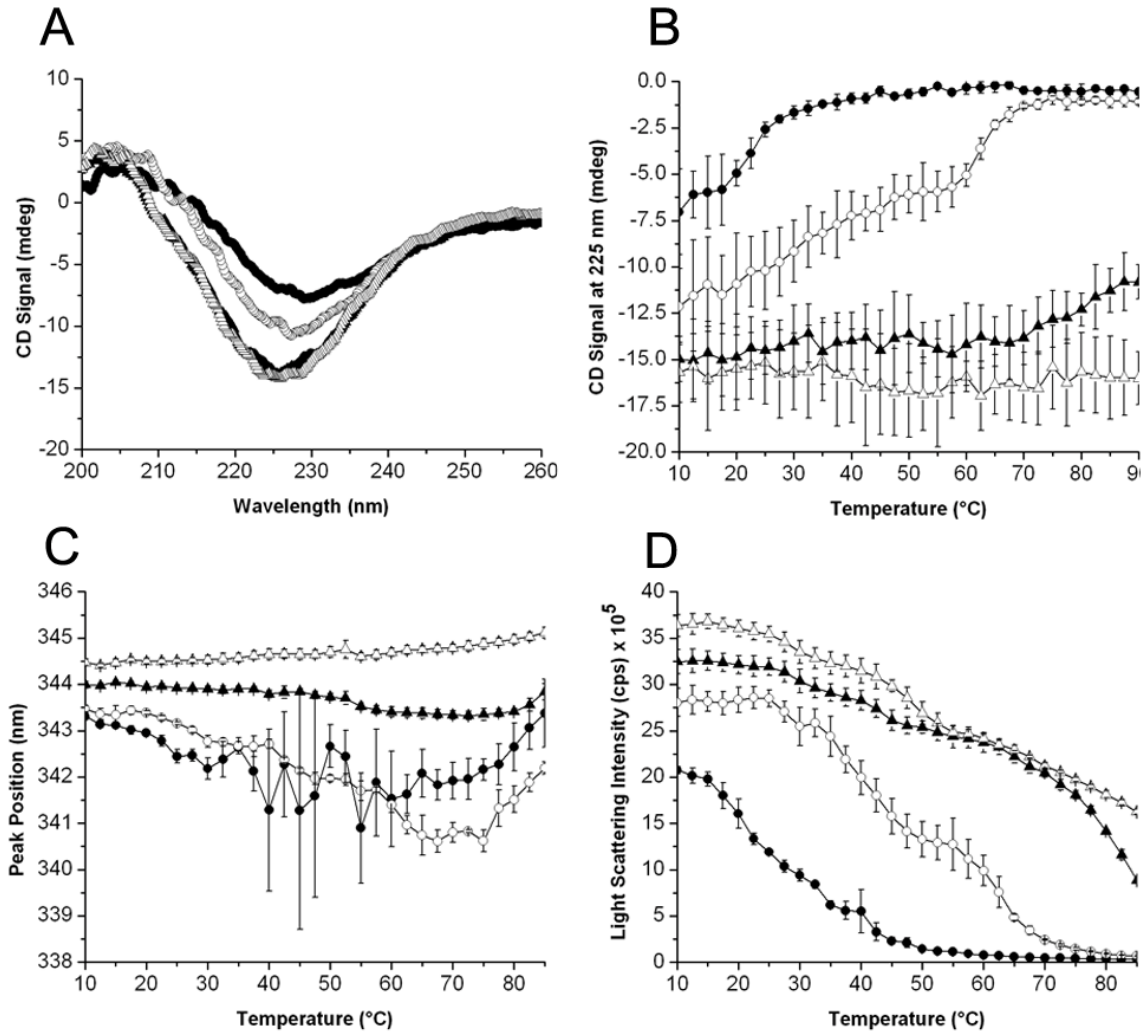 A
10
5
0
-5
-10
-15
-20
CD Signal (mdeg)
200 210 220 230 240 250 260
Wavelength (nm)
B
0.0
-2.5
-5.0
-7.5
-10.0
-12.5
-15.0
-17.5
-20.0
CD Signal at 225 nm (mdeg)
10 20 30 40 50 60 70 80 90
Temperature (°C)
C
346
345
344
343
342
341
340
339
338
Peak Position (nm)
10 20 30 40 50 60 70 80
Temperature (°C)
D
40
35
30
25
20
15
10
5
0
Light Scattering Intensity (cps) x 10⁵
10 20 30 40 50 60 70 80
Temperature (°C)